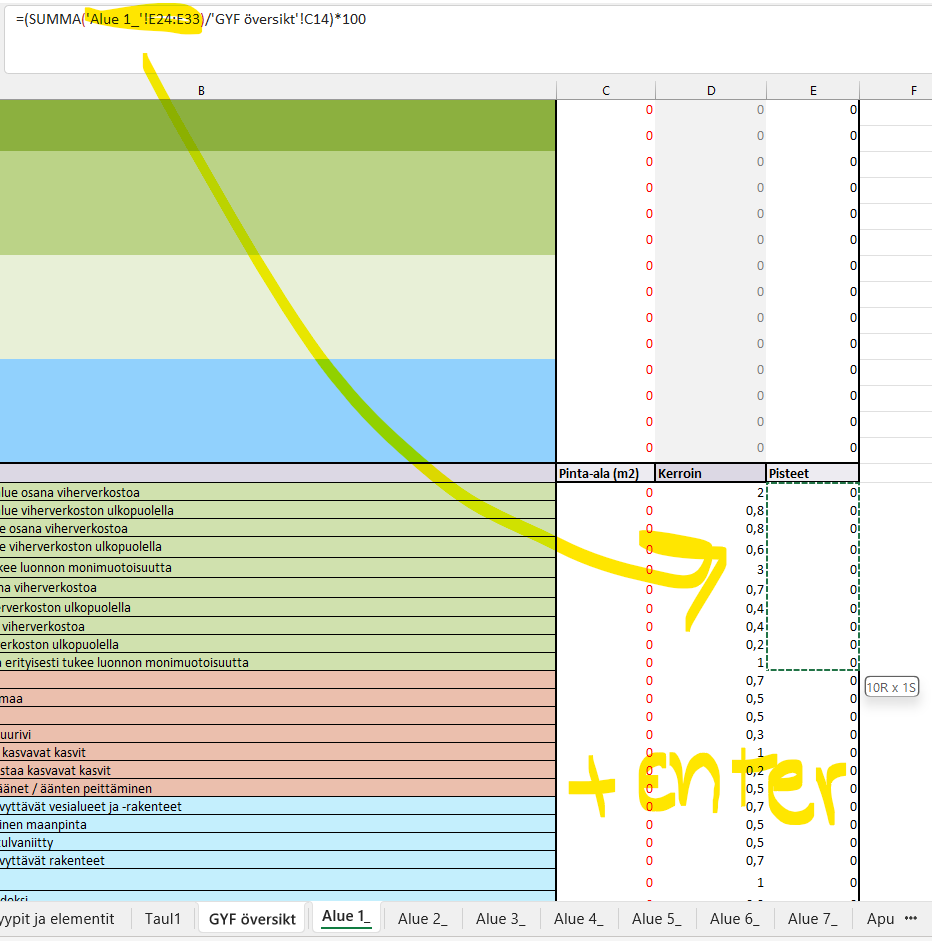 =(SUMMA('Alue 1_'!E24:E33)/'GYF översikt'!C14)*100
B C D E F
0 0 0
0 0 0
0 0 0
0 0 0
0 0 0
0 0 0
0 0 0
0 0 0
0 0 0
0 0 0
0 0 0
0 0 0
0 0 0
0 0 0
Pinta-ala (m2) Kerroin Pisteet
lue osana viherverkostoa 0 2 0
lue viherverkoston ulkopuolella 0 0,8 0
e osana viherverkostoa 0 0,8 0
e viherverkoston ulkopuolella 0 0,6 0
kee luonnon monimuotoisuutta 0 3 0
na viherverkostoa 0 0,7 0
erverkoston ulkopuolella 0 0,4 0
viherverkostoa 0 0,4 0
erkoston ulkopuolella 0 0,2 0
erityisesti tukee luonnon monimuotoisuutta 0 1 0
0 0,7 0
10R x 1S
maa 0 0,5 0
0 0,5 0
uurivi 0 0,3 0
kasvavat kasvit 0 1 0
staa kasvavat kasvit 0 0,2 0
+ enter
äänet / äänten peittäminen 0 0,5 0
vyttävät vesialueet ja -rakenteet 0 0,7 0
inen maanpinta 0 0,5 0
ulvaniitty 0 0,5 0
vyttävät rakenteet 0 0,7 0
0 1 0
yypit ja elementit Taul1 GYF översikt Alue 1_ Alue 2_ Alue 3_ Alue 4_ Alue 5_ Alue 6_ Alue 7_ Apu ···